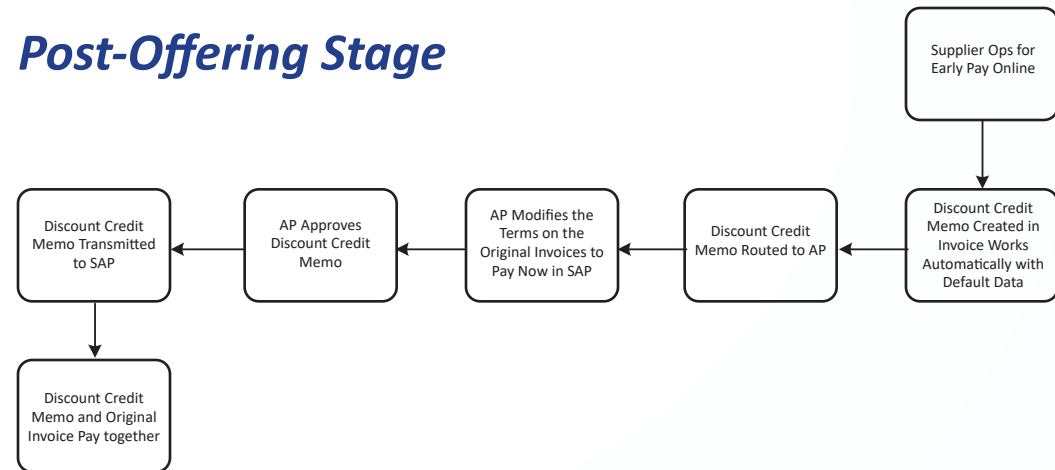 Post-Offering Stage
Supplier Ops for
Early Pay Online
Discount Credit
Memo Created in
Invoice Works
Automatically with
Default Data
Discount Credit
Memo Routed to AP
AP Modifies the
Terms on the
Original Invoices to
Pay Now in SAP
AP Approves
Discount Credit
Memo
Discount Credit
Memo Transmitted
to SAP
Discount Credit
Memo and Original
Invoice Pay together